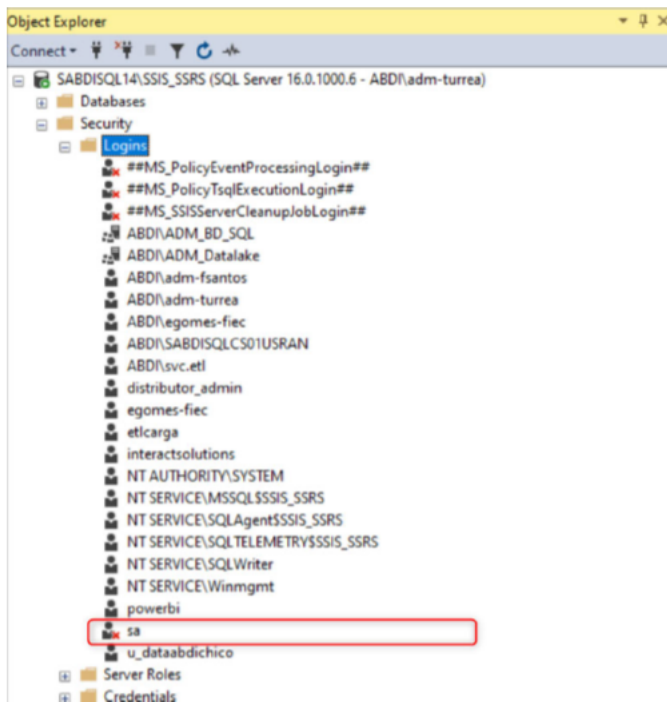 Object Explorer
Connect
SABDISQL14\SSIS_SSRS (SQL Server 16.0.1000.6 - ABDI\adm-turrea)
Databases
Security
Logins
##MS_PolicyEventProcessingLogin##
##MS_PolicyTsqlExecutionLogin##
##MS_SSISServerCleanupJobLogin##
ABDI\ADM_BD_SQL
ABDI\ADM_Datalake
ABDI\adm-fsantos
ABDI\adm-turrea
ABDI\egomes-fiec
ABDI\SABDISQLCS01USRAN
ABDI\svc.etl
distributor_admin
egomes-fiec
etlcarga
interactsolutions
NT AUTHORITY\SYSTEM
NT SERVICE\MSSQL$SSIS_SSRS
NT SERVICE\SQLAgent$SSIS_SSRS
NT SERVICE\SQLTELEMETRY$SSIS_SSRS
NT SERVICE\SQLWriter
NT SERVICE\Winmgmt
powerbi
sa
u_dataabdichico
Server Roles
Credentials